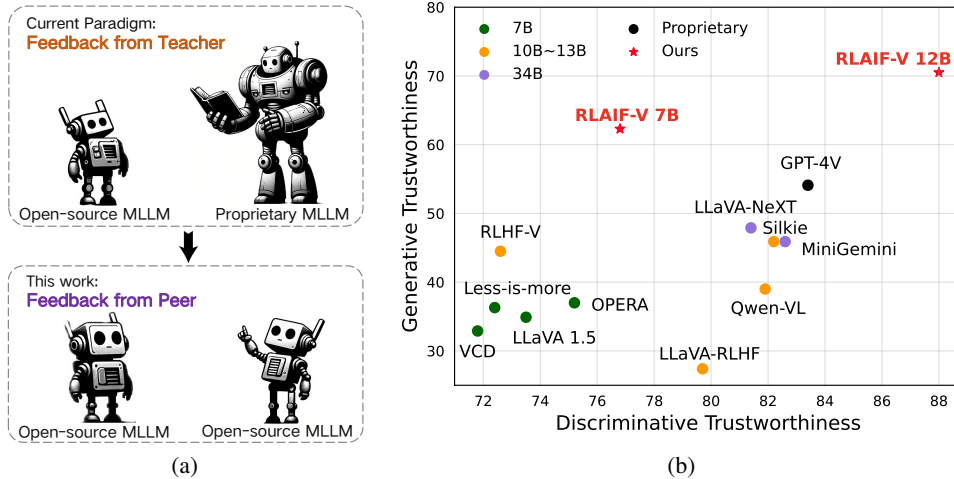 Current Paradigm:
Feedback from Teacher
Open-source MLLM
Proprietary MLLM
This work:
Feedback from Peer
Open-source MLLM
Open-source MLLM
(a)
Generative Trustworthiness
80
70
60
50
40
30
7B
10B~13B
34B
Proprietary
Ours
RLAIF-V 12B
RLAIF-V 7B
GPT-4V
LLaVA-NeXT
Silkie
MiniGemini
RLHF-V
Less-is-more
OPERA
Qwen-VL
LLaVA 1.5
VCD
LLaVA-RLHF
72 74 76 78 80 82 84 86 88
Discriminative Trustworthiness
(b)